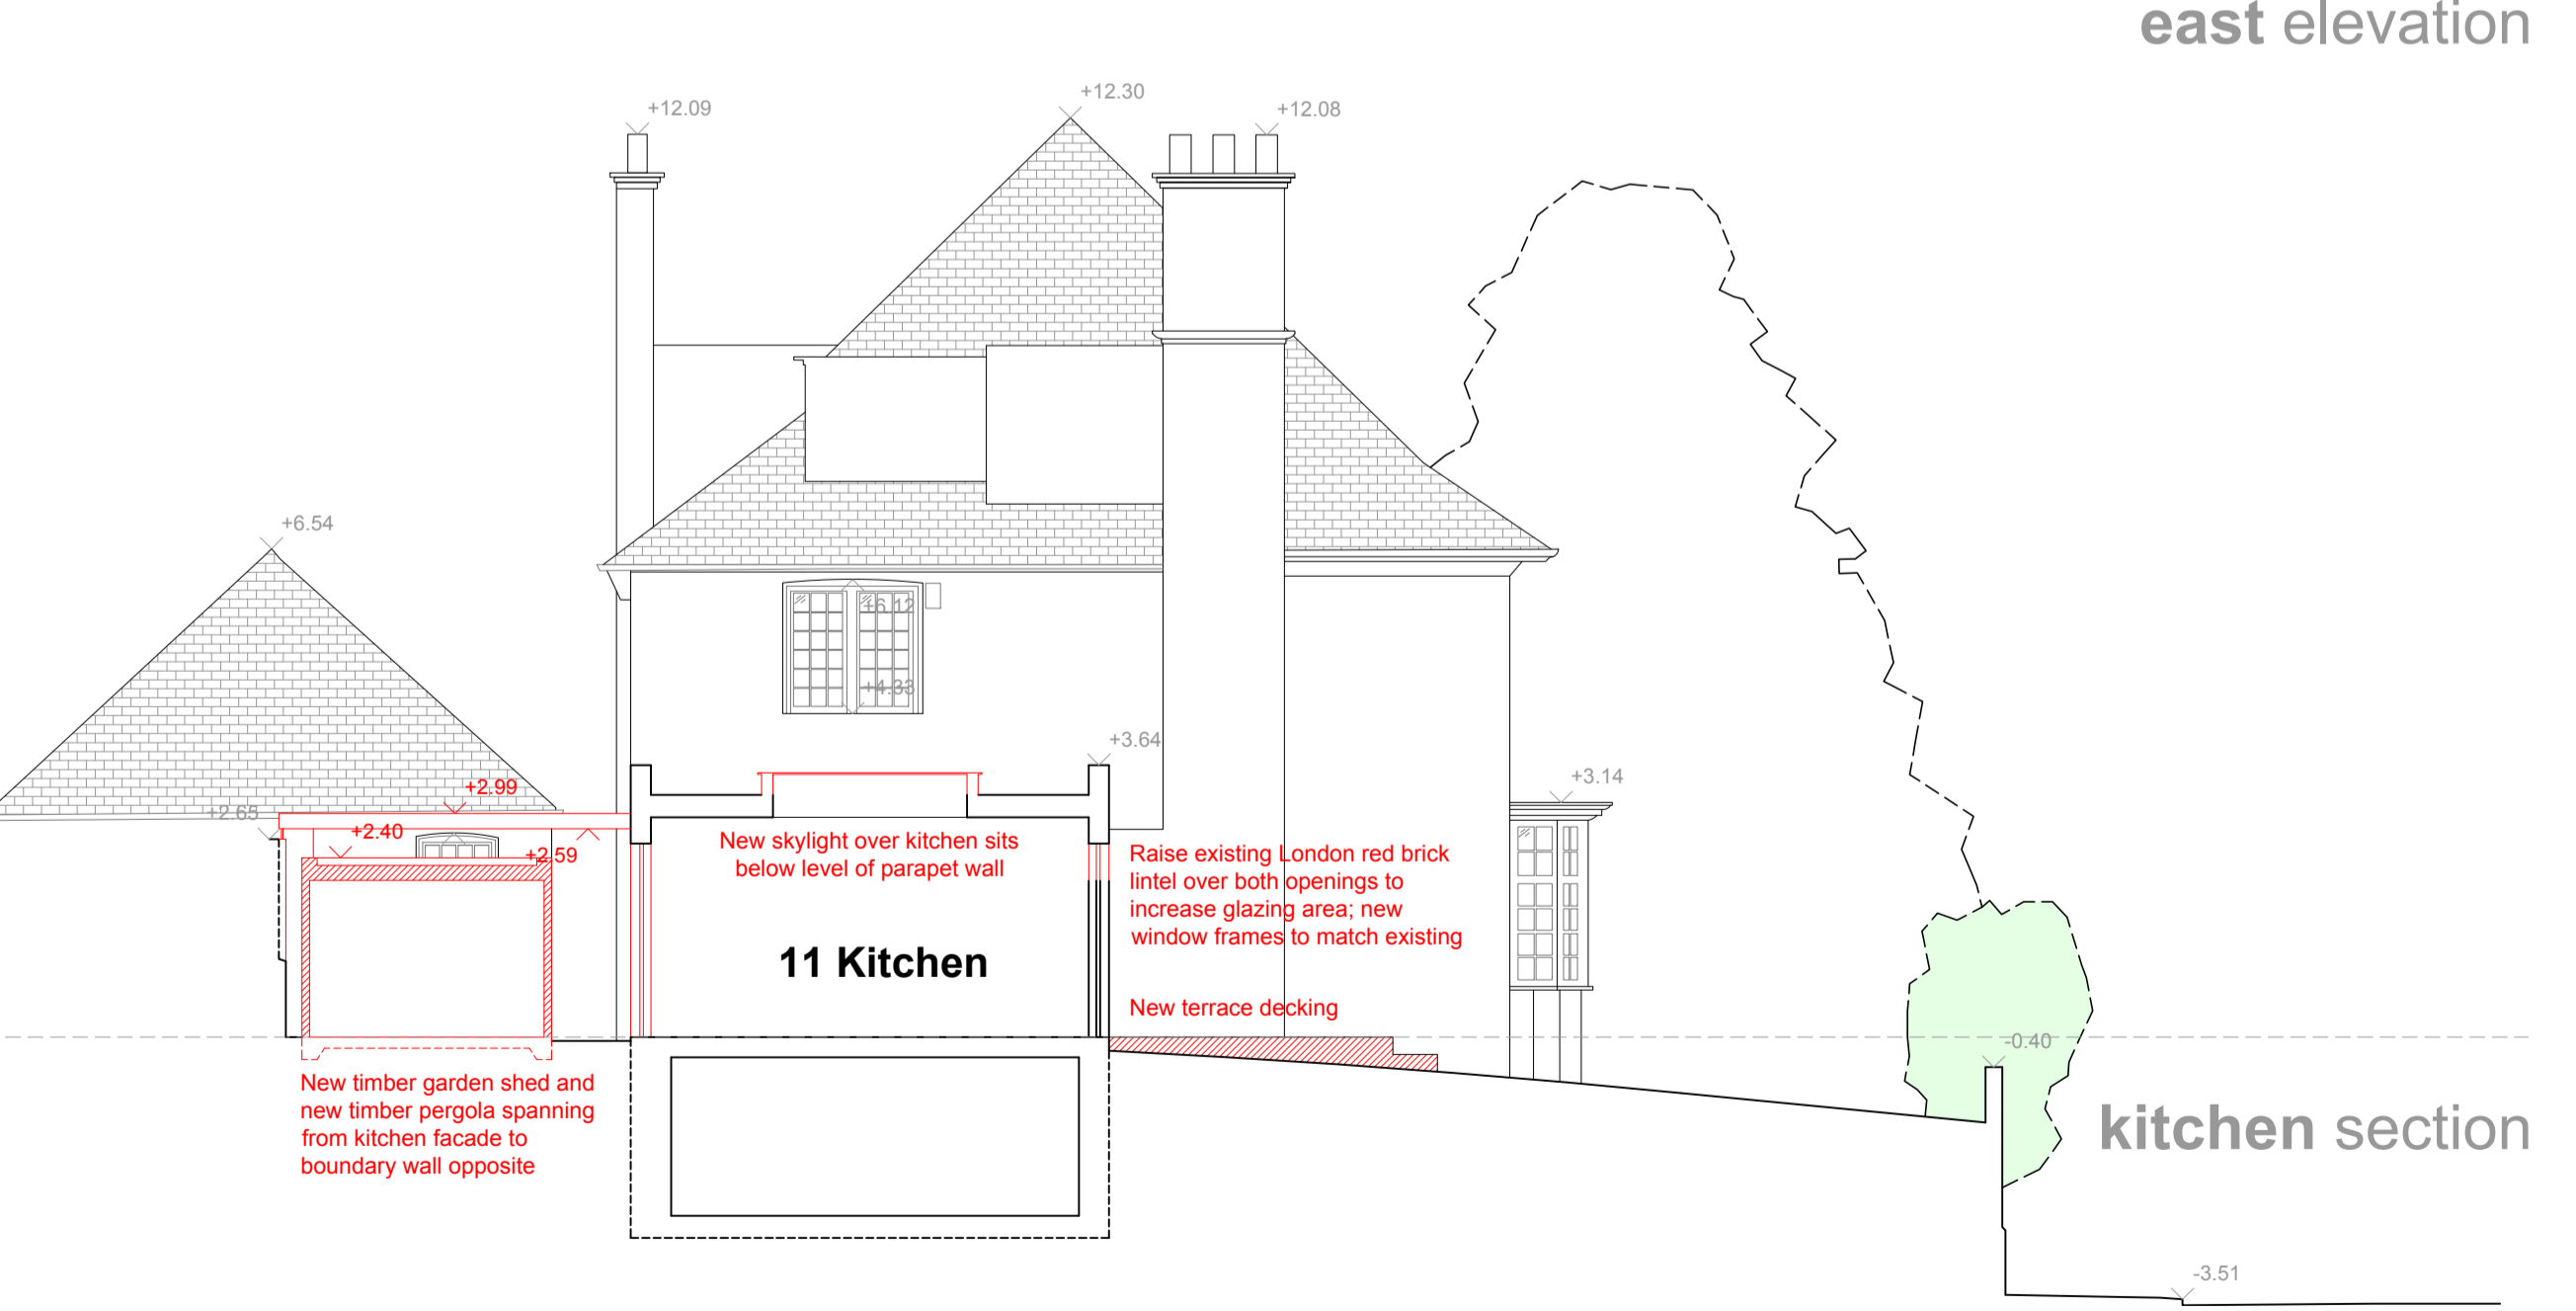 east elevation
+12.30
+12.09
+12.08
+6.54
+6.12
+4.33
+3.64
+3.14
+2.99
+2.65
+2.40
+2.59
New skylight over kitchen sits
below level of parapet wall
Raise existing London red brick
lintel over both openings to
increase glazing area; new
window frames to match existing
11 Kitchen
New terrace decking
-0.40
New timber garden shed and
new timber pergola spanning
from kitchen facade to
boundary wall opposite
kitchen section
-3.51